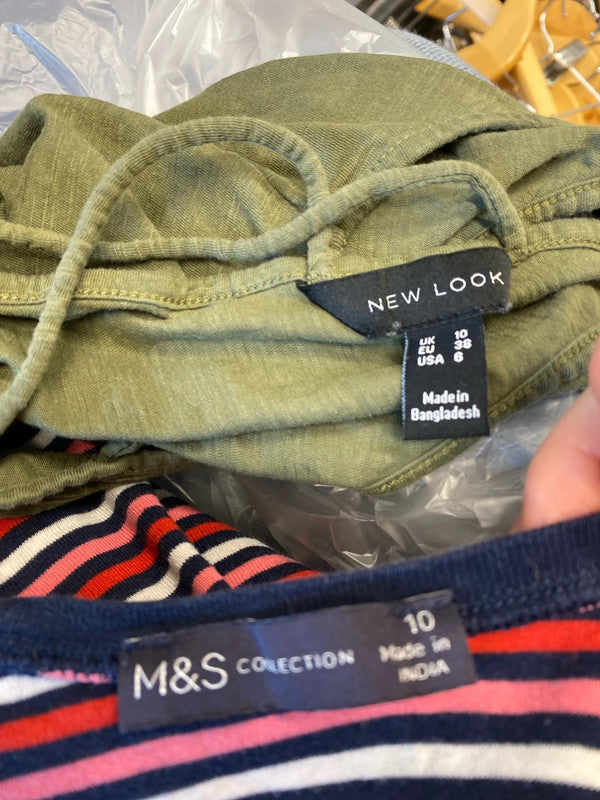 NEW LOOK
UK 10
EU 38
USA 6
Made in
Bangladesh
M&S COLLECTION
10
Made in
INDIA